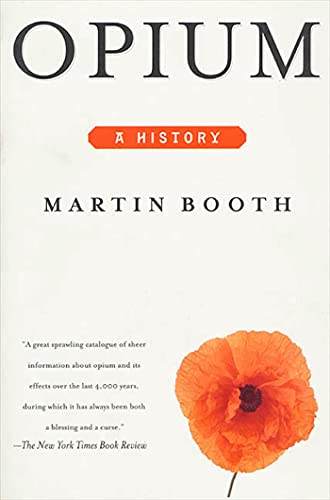 OPIUM
A HISTORY
MARTIN BOOTH
"A great sprawling catalogue of sheer
information about opium and its
effects over the last 4,000 years,
during which it has always been both
a blessing and a curse."
—The New York Times Book Review